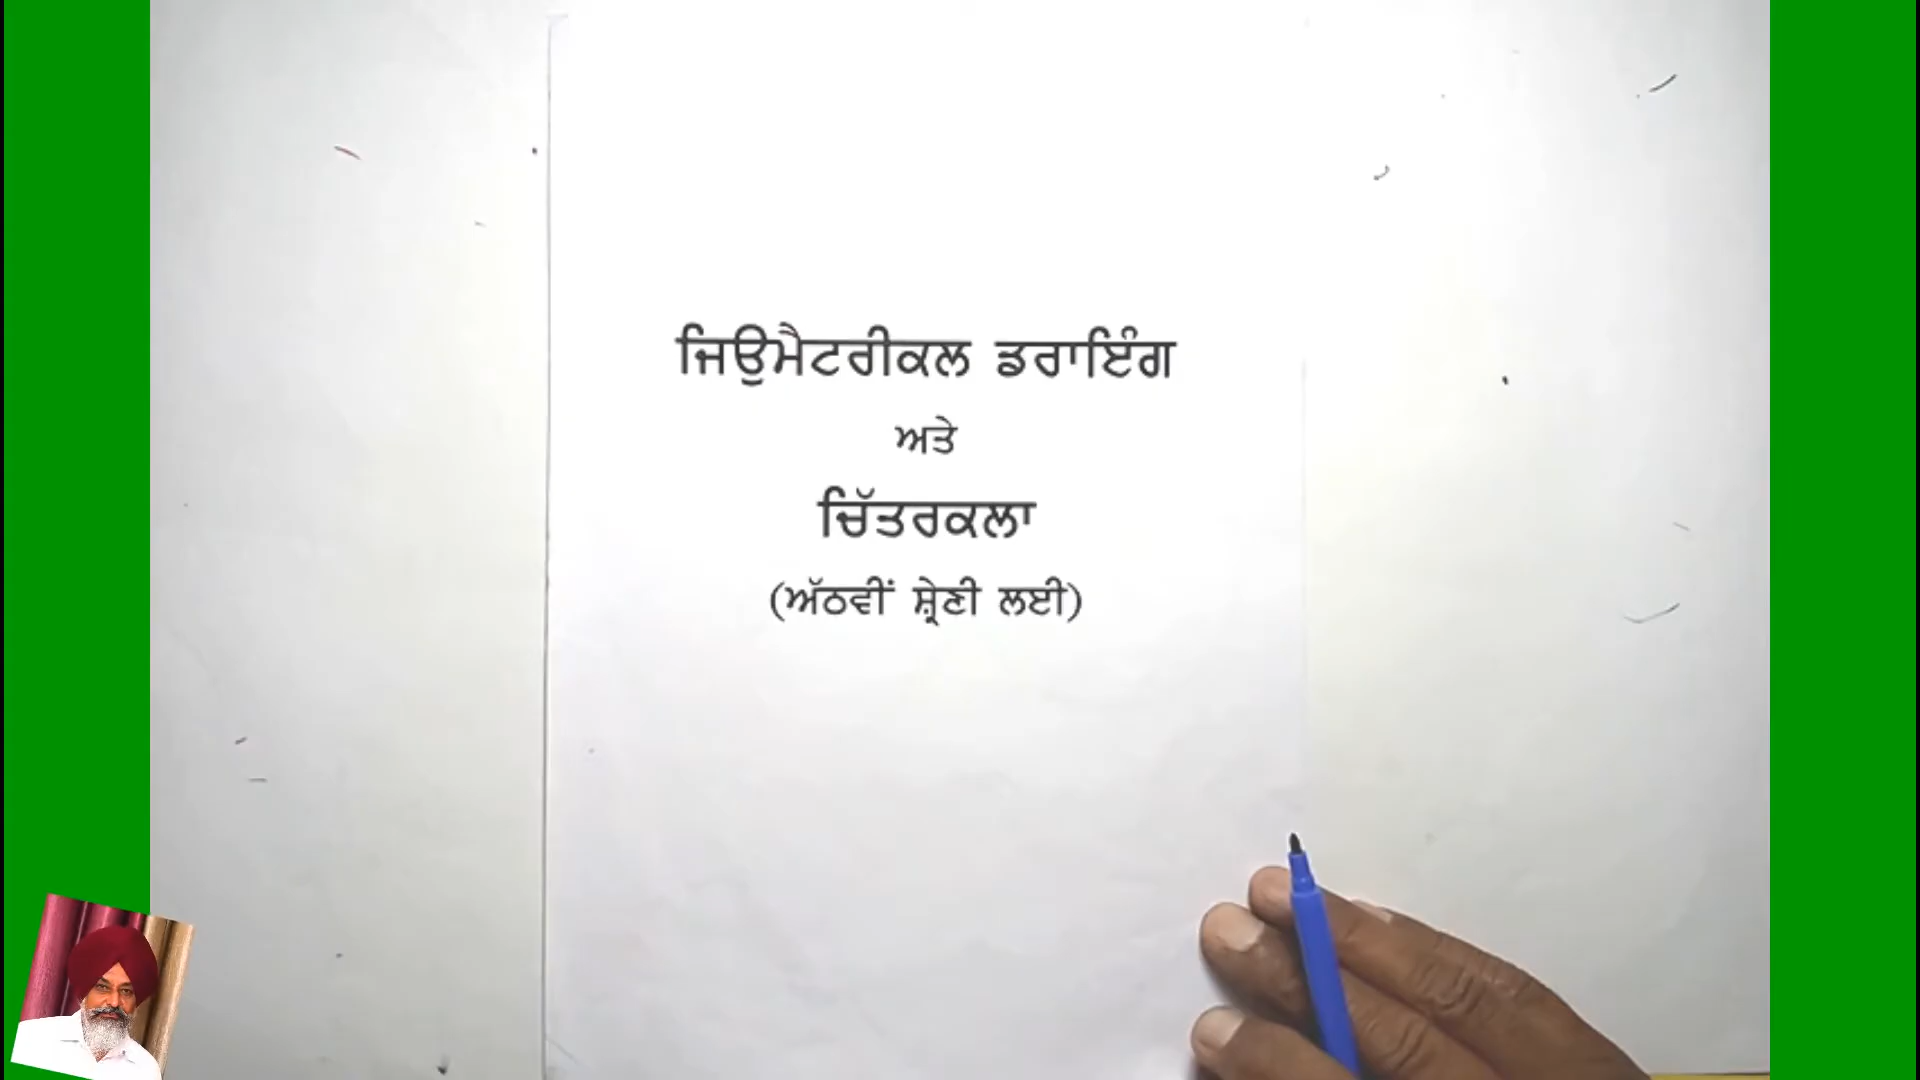 ਜਿਉਮੈਟਰੀਕਲ ਡਰਾਇੰਗ
ਅਤੇ
ਚਿੱਤਰਕਲਾ
(ਅੱਠਵੀਂ ਸ਼੍ਰੇਣੀ ਲਈ)